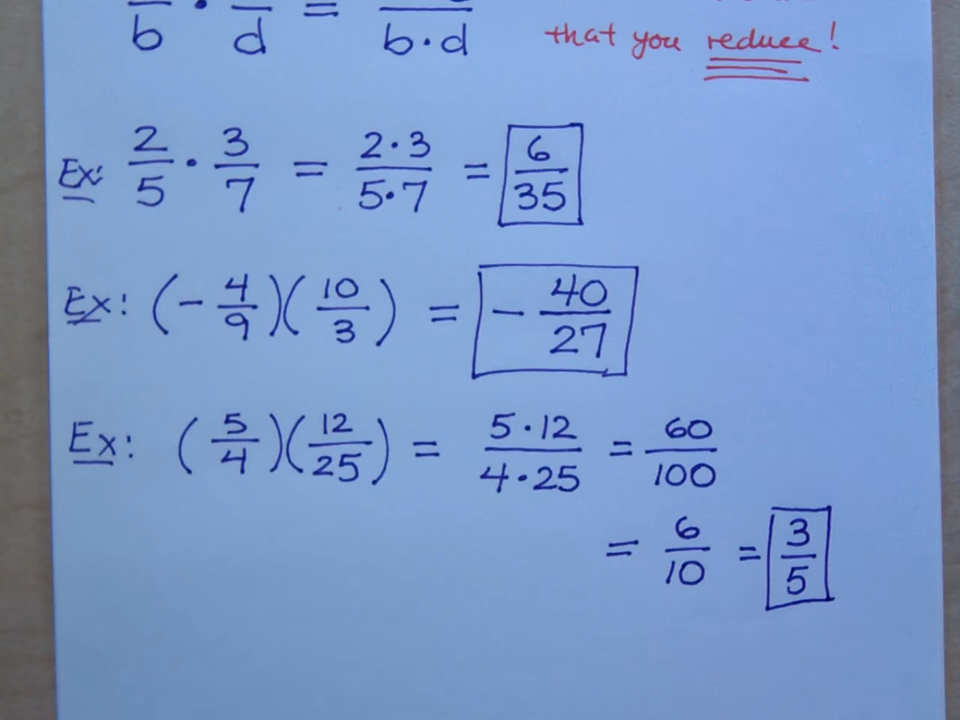 b · d = b·d
that you reduce!
Ex: 2/5 · 3/7 = 2·3/5·7 = 6/35
Ex: (-4/9)(10/3) = -40/27
Ex: (5/4)(12/25) = 5·12/4·25 = 60/100
= 6/10 = 3/5